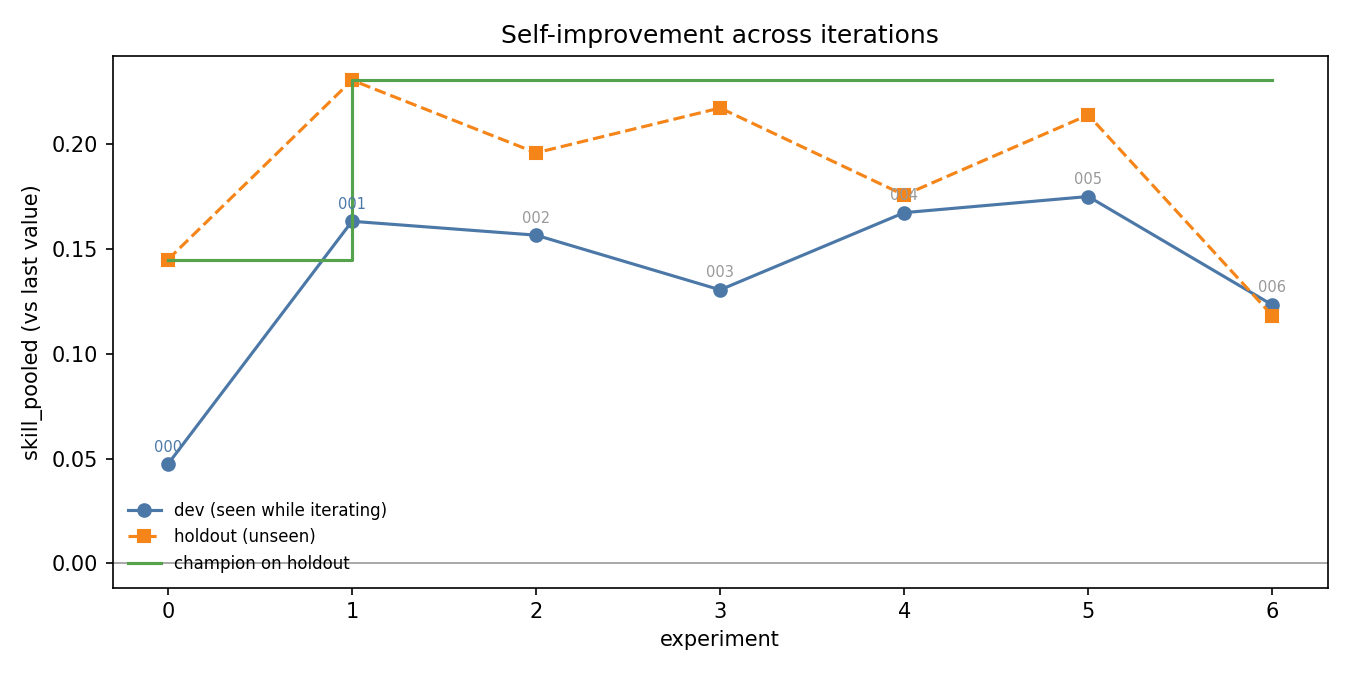 Self-improvement across iterations
skill_pooled (vs last value)
0.20
0.15
0.10
0.05
0.00
000
001
002
003
004
005
006
dev (seen while iterating)
holdout (unseen)
champion on holdout
0 1 2 3 4 5 6
experiment